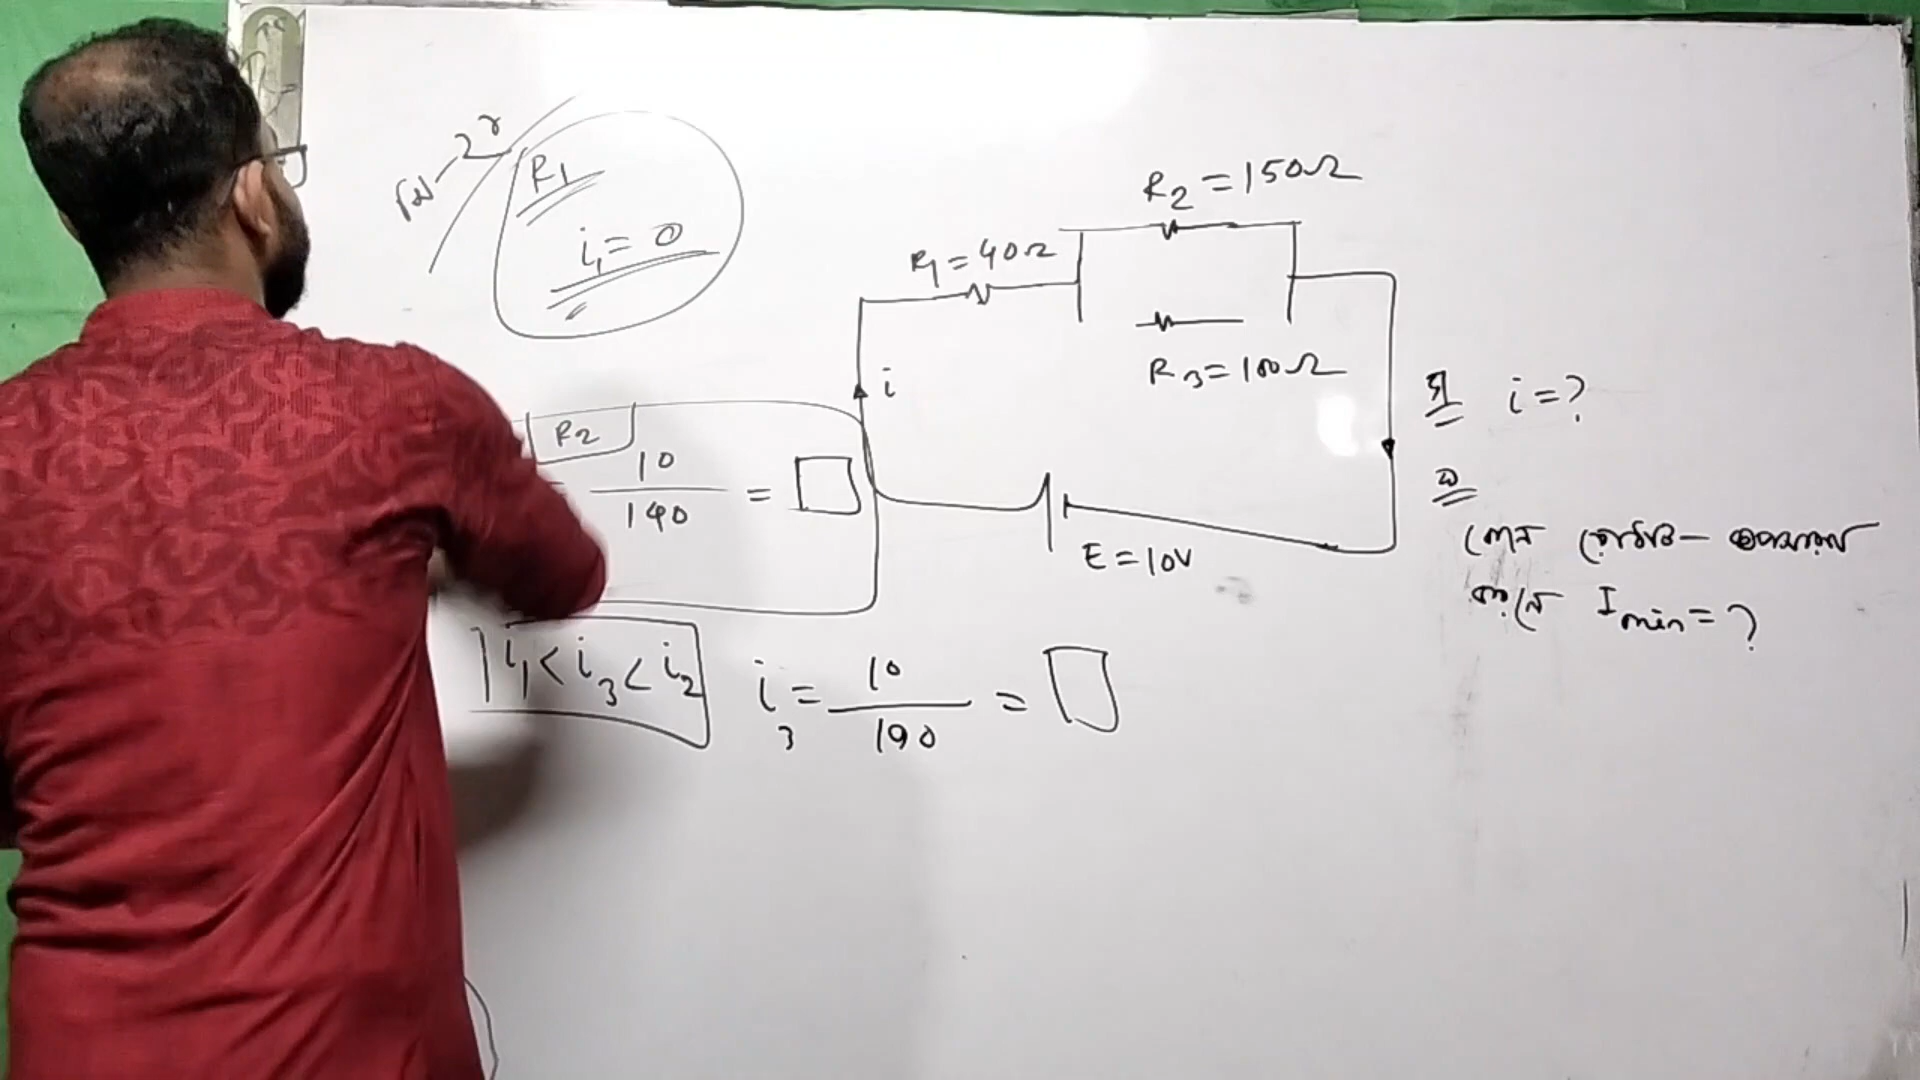 R₁
i₁ = 0
R₂ = 150Ω
R₁ = 40Ω
R₃ = 100Ω
i
E = 10V
i = ?
I min = ?
R₂
10/140 = □
i₁ < i₃ < i₂
i₃ = 10/190 = □